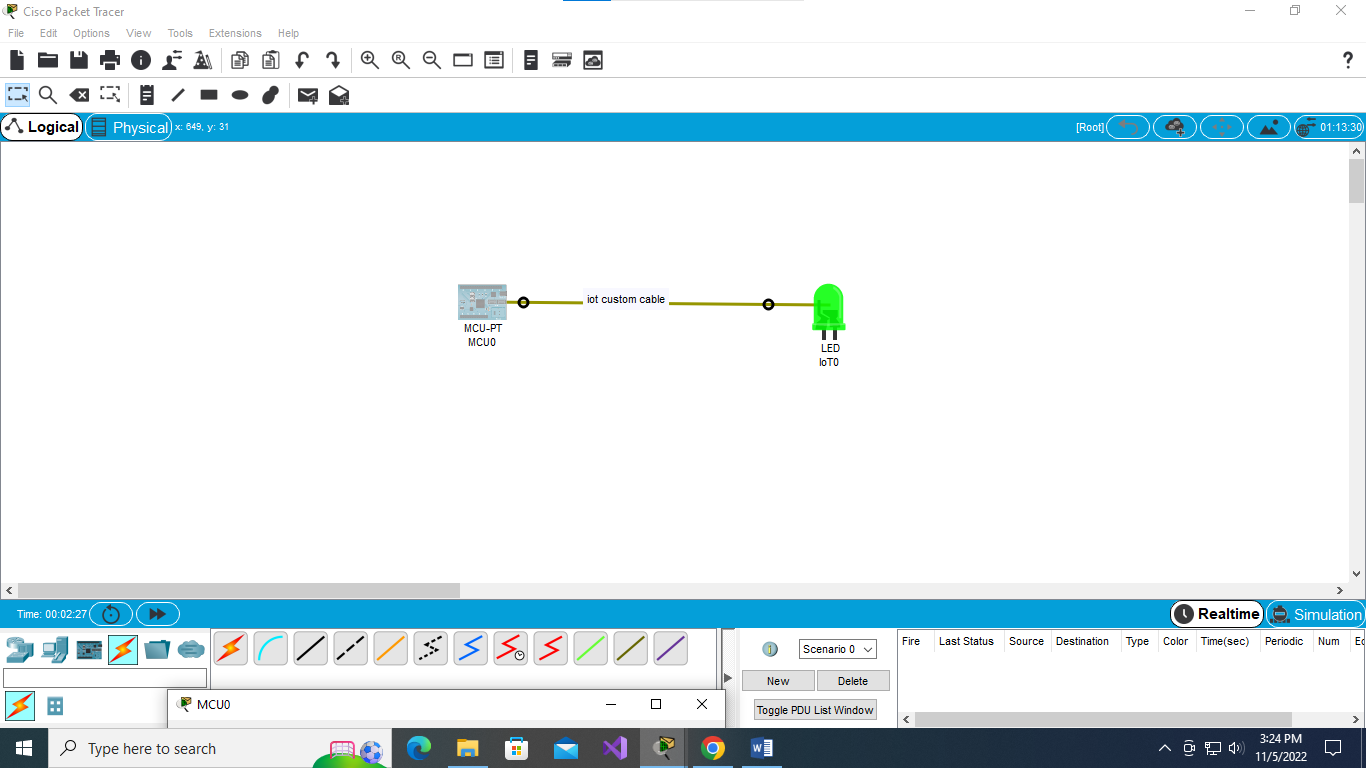 Cisco Packet Tracer
File Edit Options View Tools Extensions Help
?
Logical Physical x: 649, y: 31 [Root] 01:13:30
iot custom cable
MCU-PT
MCU0
LED
IoT0
Time: 00:02:27 Realtime Simulation
Scenario 0 Fire Last Status Source Destination Type Color Time(sec) Periodic Num Ec
New Delete
MCU0 Toggle PDU List Window
Type here to search
3:24 PM
11/5/2022